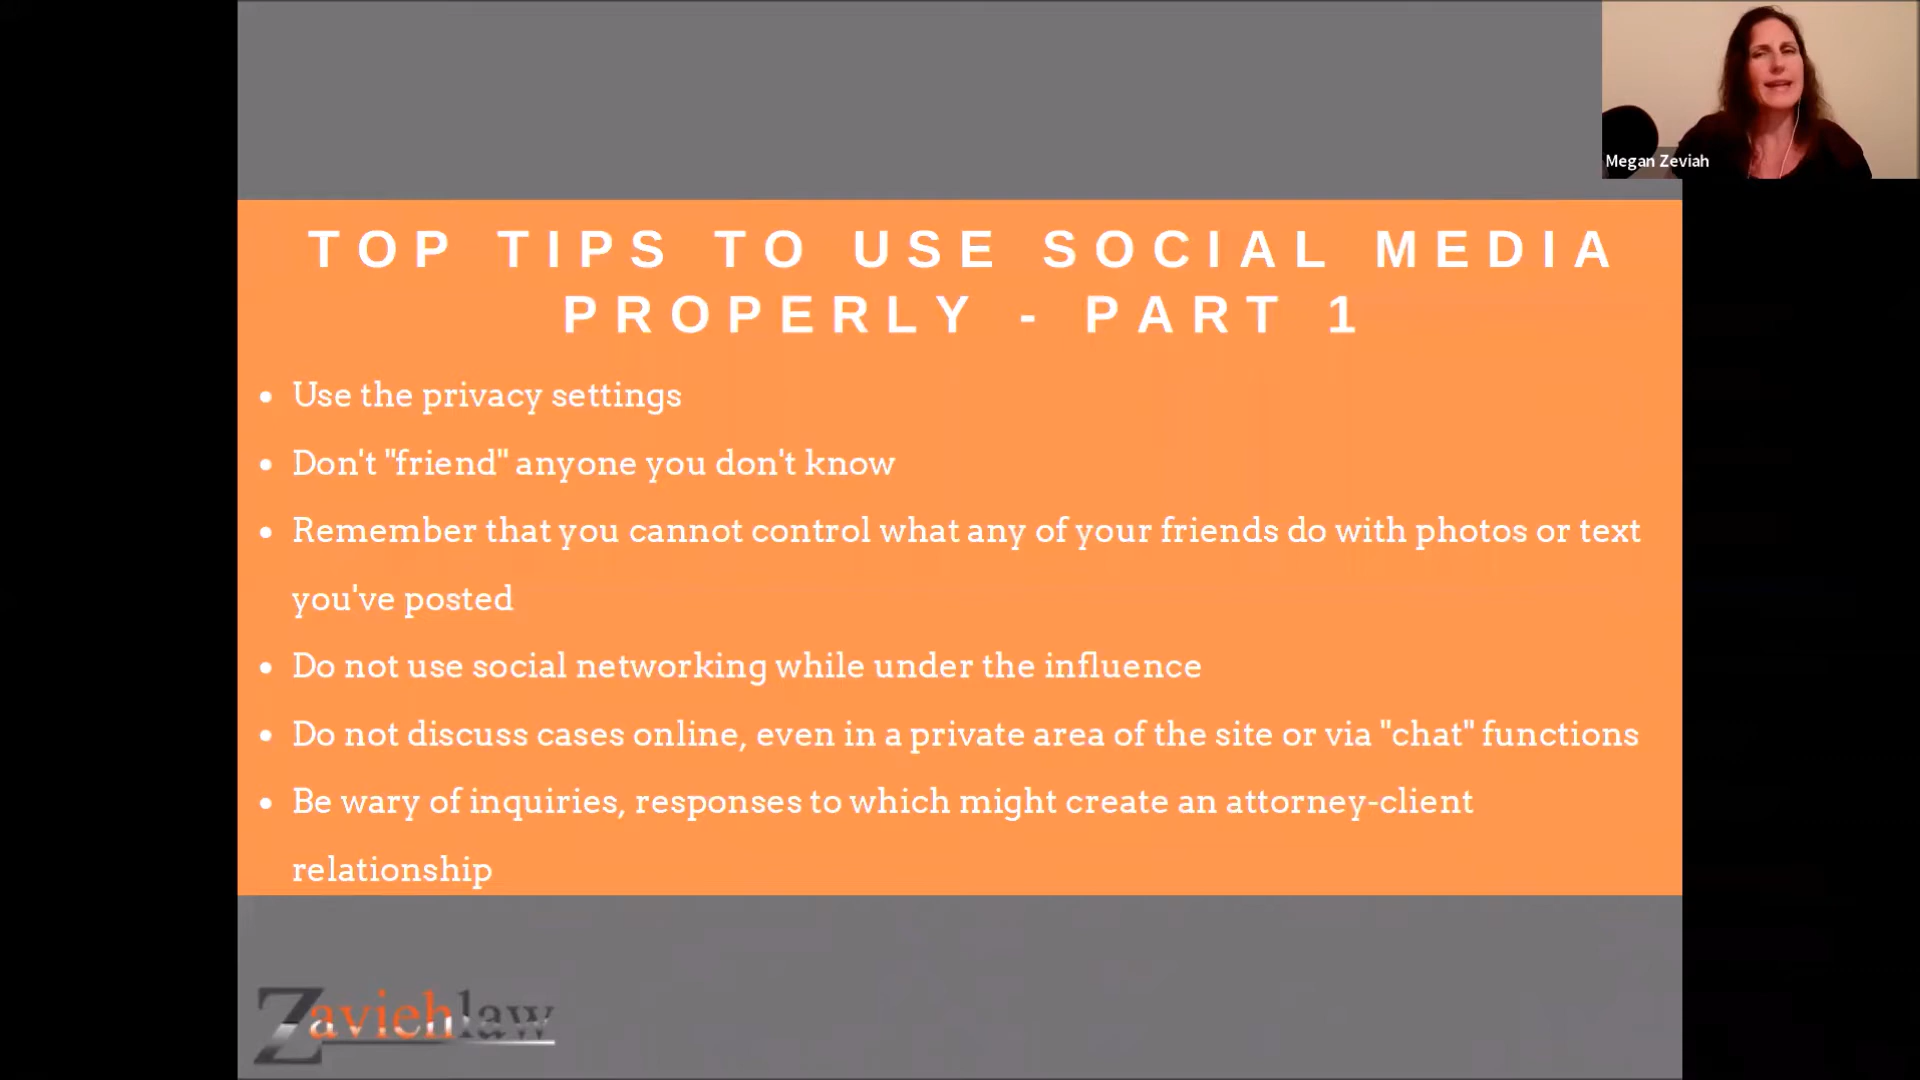 Megan Zeviah
TOP TIPS TO USE SOCIAL MEDIA
PROPERLY - PART 1
• Use the privacy settings
• Don't "friend" anyone you don't know
• Remember that you cannot control what any of your friends do with photos or text
you've posted
• Do not use social networking while under the influence
• Do not discuss cases online, even in a private area of the site or via "chat" functions
• Be wary of inquiries, responses to which might create an attorney-client
relationship
Zaviehlaw